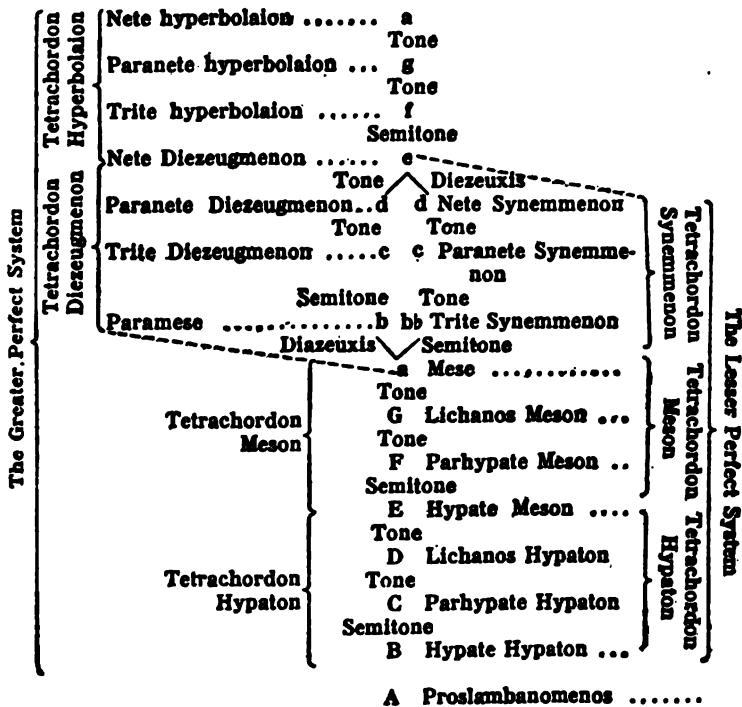 The Greater Perfect System
Tetrachordon
Hyperbolaion
Tetrachordon
Diezeugmenon
Nete hyperbolaion ....... a
Tone
Paranete hyperbolaion ... g
Tone
Trite hyperbolaion ...... f
Semitone
Nete Diezeugmenon ...... e
Tone Diezeuxis
Paranete Diezeugmenon..d d Nete Synemmenon
Tone Tone
Trite Diezeugmenon .....c c Paranete Synemme-
non
Semitone Tone
Paramese ...............b bb Trite Synemmenon
Diazeuxis Semitone
a Mese .............
Tone
G Lichanos Meson ...
Tone
F Parhypate Meson ..
Semitone
E Hypate Meson ....
Tone
D Lichanos Hypaton
Tone
C Parhypate Hypaton
Semitone
B Hypate Hypaton ...
A Proslambanomenos .......
Tetrachordon
Meson
Tetrachordon
Hypaton
Tetrachordon
Synemmenon
Tetrachordon
Meson
Tetrachordon
Hypaton
The Lesser Perfect System